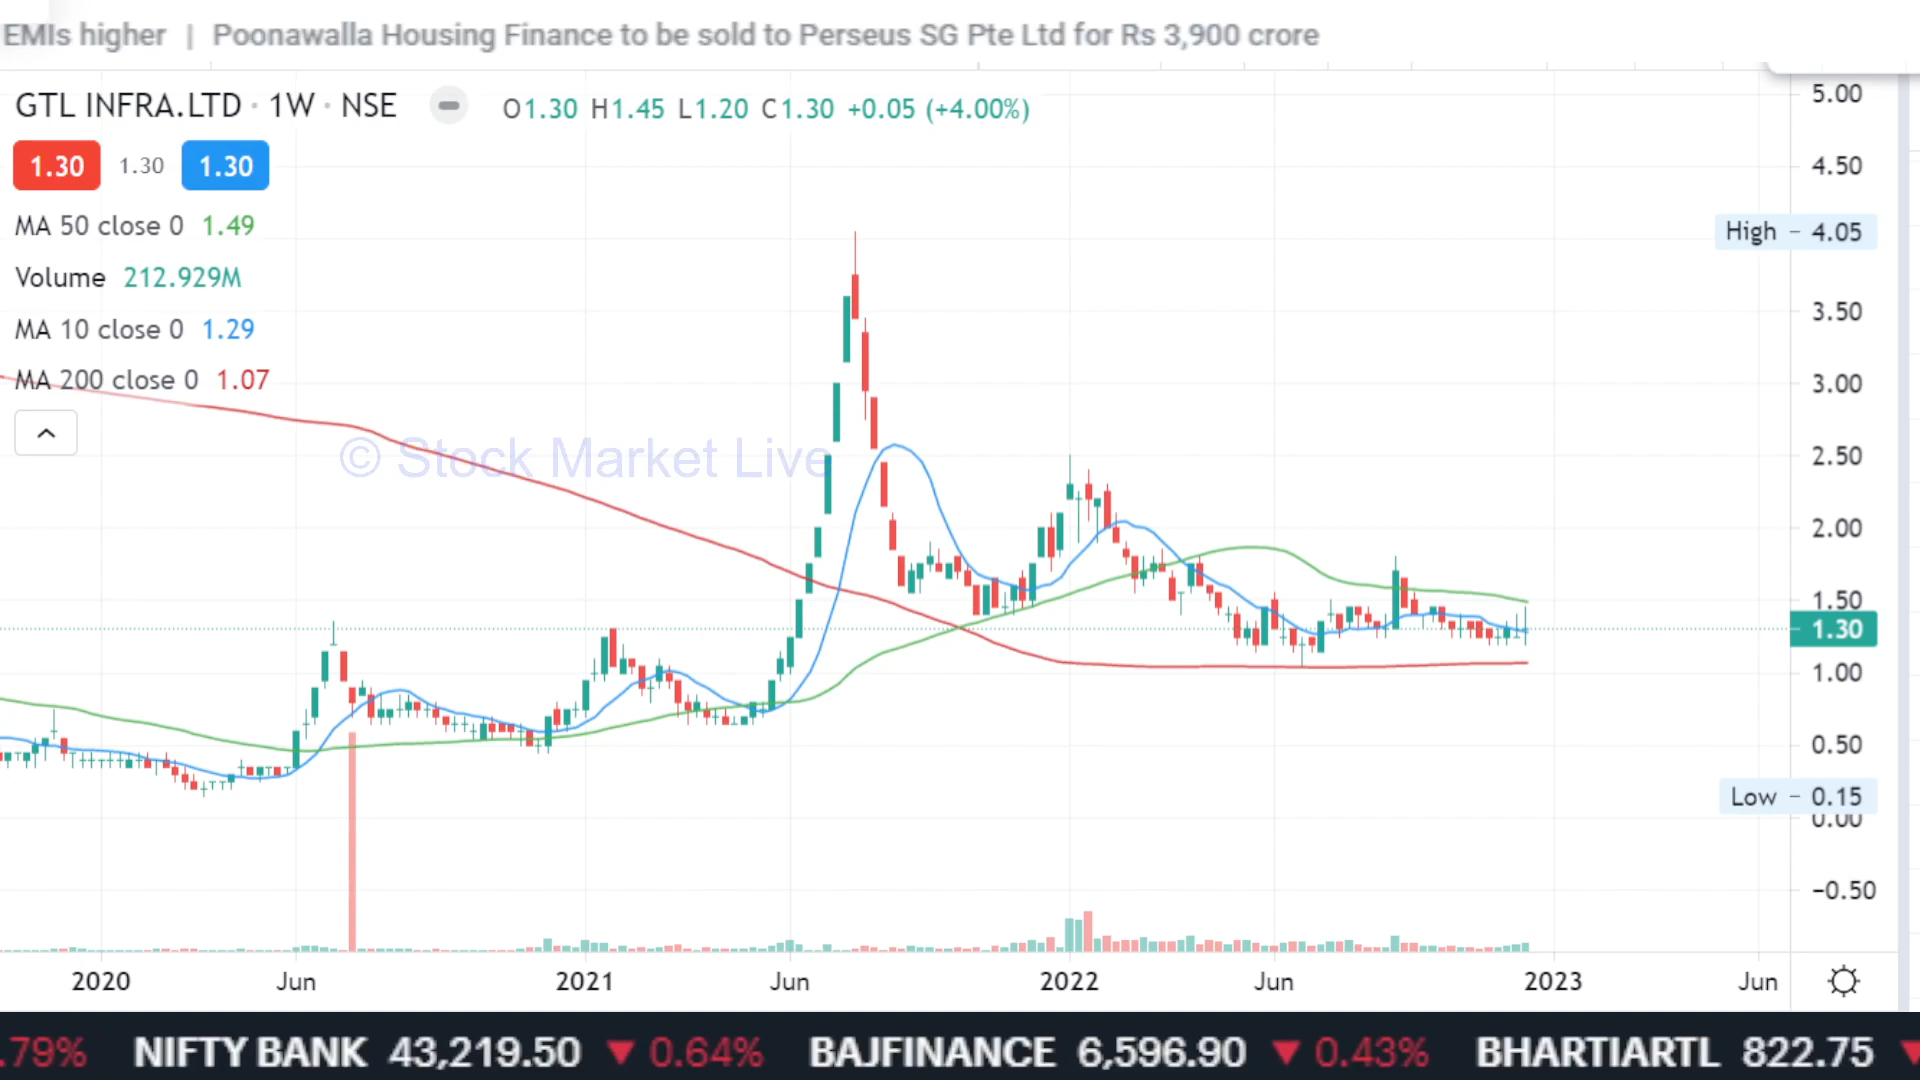 EMIs higher | Poonawalla Housing Finance to be sold to Perseus SG Pte Ltd for Rs 3,900 crore
GTL INFRA.LTD · 1W · NSE O1.30 H1.45 L1.20 C1.30 +0.05 (+4.00%)
1.30 1.30 1.30
MA 50 close 0 1.49
Volume 212.929M
MA 10 close 0 1.29
MA 200 close 0 1.07
© Stock Market Live
5.00
4.50
High - 4.05
3.50
3.00
2.50
2.00
1.50
1.30
1.00
0.50
Low - 0.15
0.00
−0.50
2020 Jun 2021 Jun 2022 Jun 2023 Jun
.79% NIFTY BANK 43,219.50 ▼ 0.64% BAJFINANCE 6,596.90 ▼ 0.43% BHARTIARTL 822.75 ▼